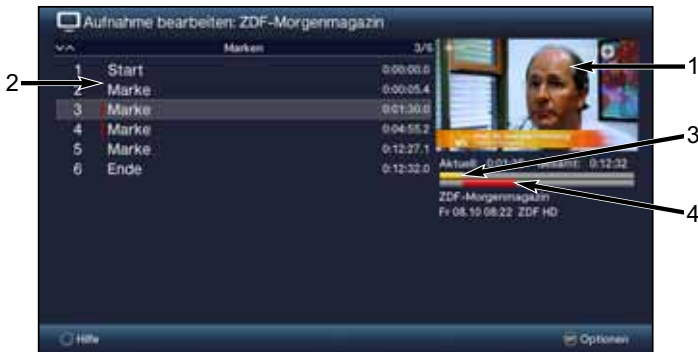 Aufnahme bearbeiten: ZDF-Morgenmagazin
Marken 3/6
1 Start 0:00:00.0
2 Marke 0:00:05.4
3 Marke 0:01:30.0
4 Marke 0:04:55.2
5 Marke 0:12:27.1
6 Ende 0:12:32.0
Aktuell: 0:01:30 Gesamt: 0:12:32
ZDF-Morgenmagazin
Fr 08.10 08:22 ZDF HD
Hilfe
Optionen
1
2
3
4